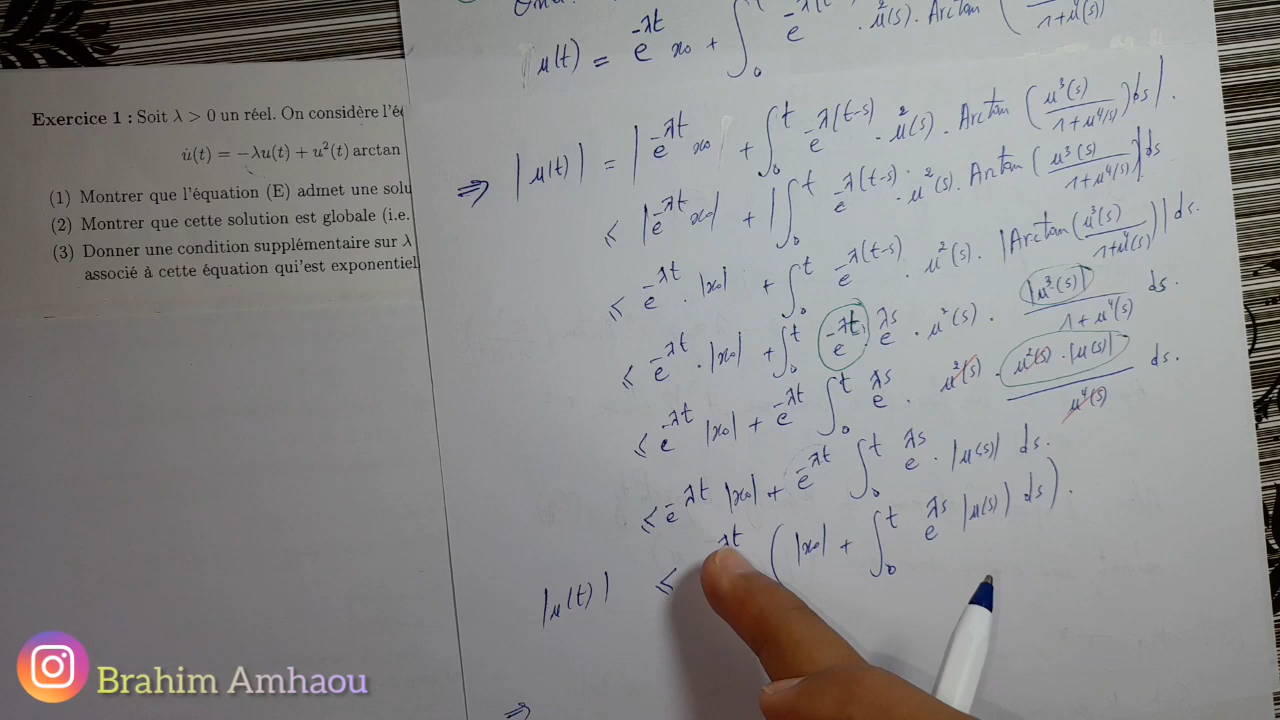 Exercice 1 : Soit λ > 0 un réel. On considère l'é
u̇(t) = −λu(t) + u²(t) arctan
(1) Montrer que l'équation (E) admet une solu
(2) Montrer que cette solution est globale (i.e.
(3) Donner une condition supplémentaire sur λ
associé à cette équation qui'est exponentiel
u(t) = e^{-λt} x₀ + ∫₀^t e^{-λ(t-s)} . u²(s) . Arctan (u³(s)/(1+u⁴(s)))
⇒ |u(t)| = |e^{-λt} x₀ + ∫₀^t e^{-λ(t-s)} . u²(s) . Arctan (u³(s)/(1+u⁴(s))) ds|.
≤ |e^{-λt} x₀| + |∫₀^t e^{-λ(t-s)} . u²(s) . Arctan (u³(s)/(1+u⁴(s)))| ds
≤ e^{-λt} . |x₀| + ∫₀^t e^{-λ(t-s)} . u²(s) . |Arctan (u³(s)/(1+u⁴(s)))| ds.
≤ e^{-λt} . |x₀| + ∫₀^t e^{-λt} . e^{λs} . u²(s) . |u³(s)|/(1+u⁴(s)) ds.
≤ e^{-λt} |x₀| + e^{-λt} ∫₀^t e^{λs} . u²(s) . u²(s) . |u(s)|/u⁴(s) ds.
≤ e^{-λt} |x₀| + e^{-λt} ∫₀^t e^{λs} . |u(s)| ds.
|u(t)| ≤ λt (|x₀| + ∫₀^t e^{λs} |u(s)| ds).
⇒
Brahim Amhaou